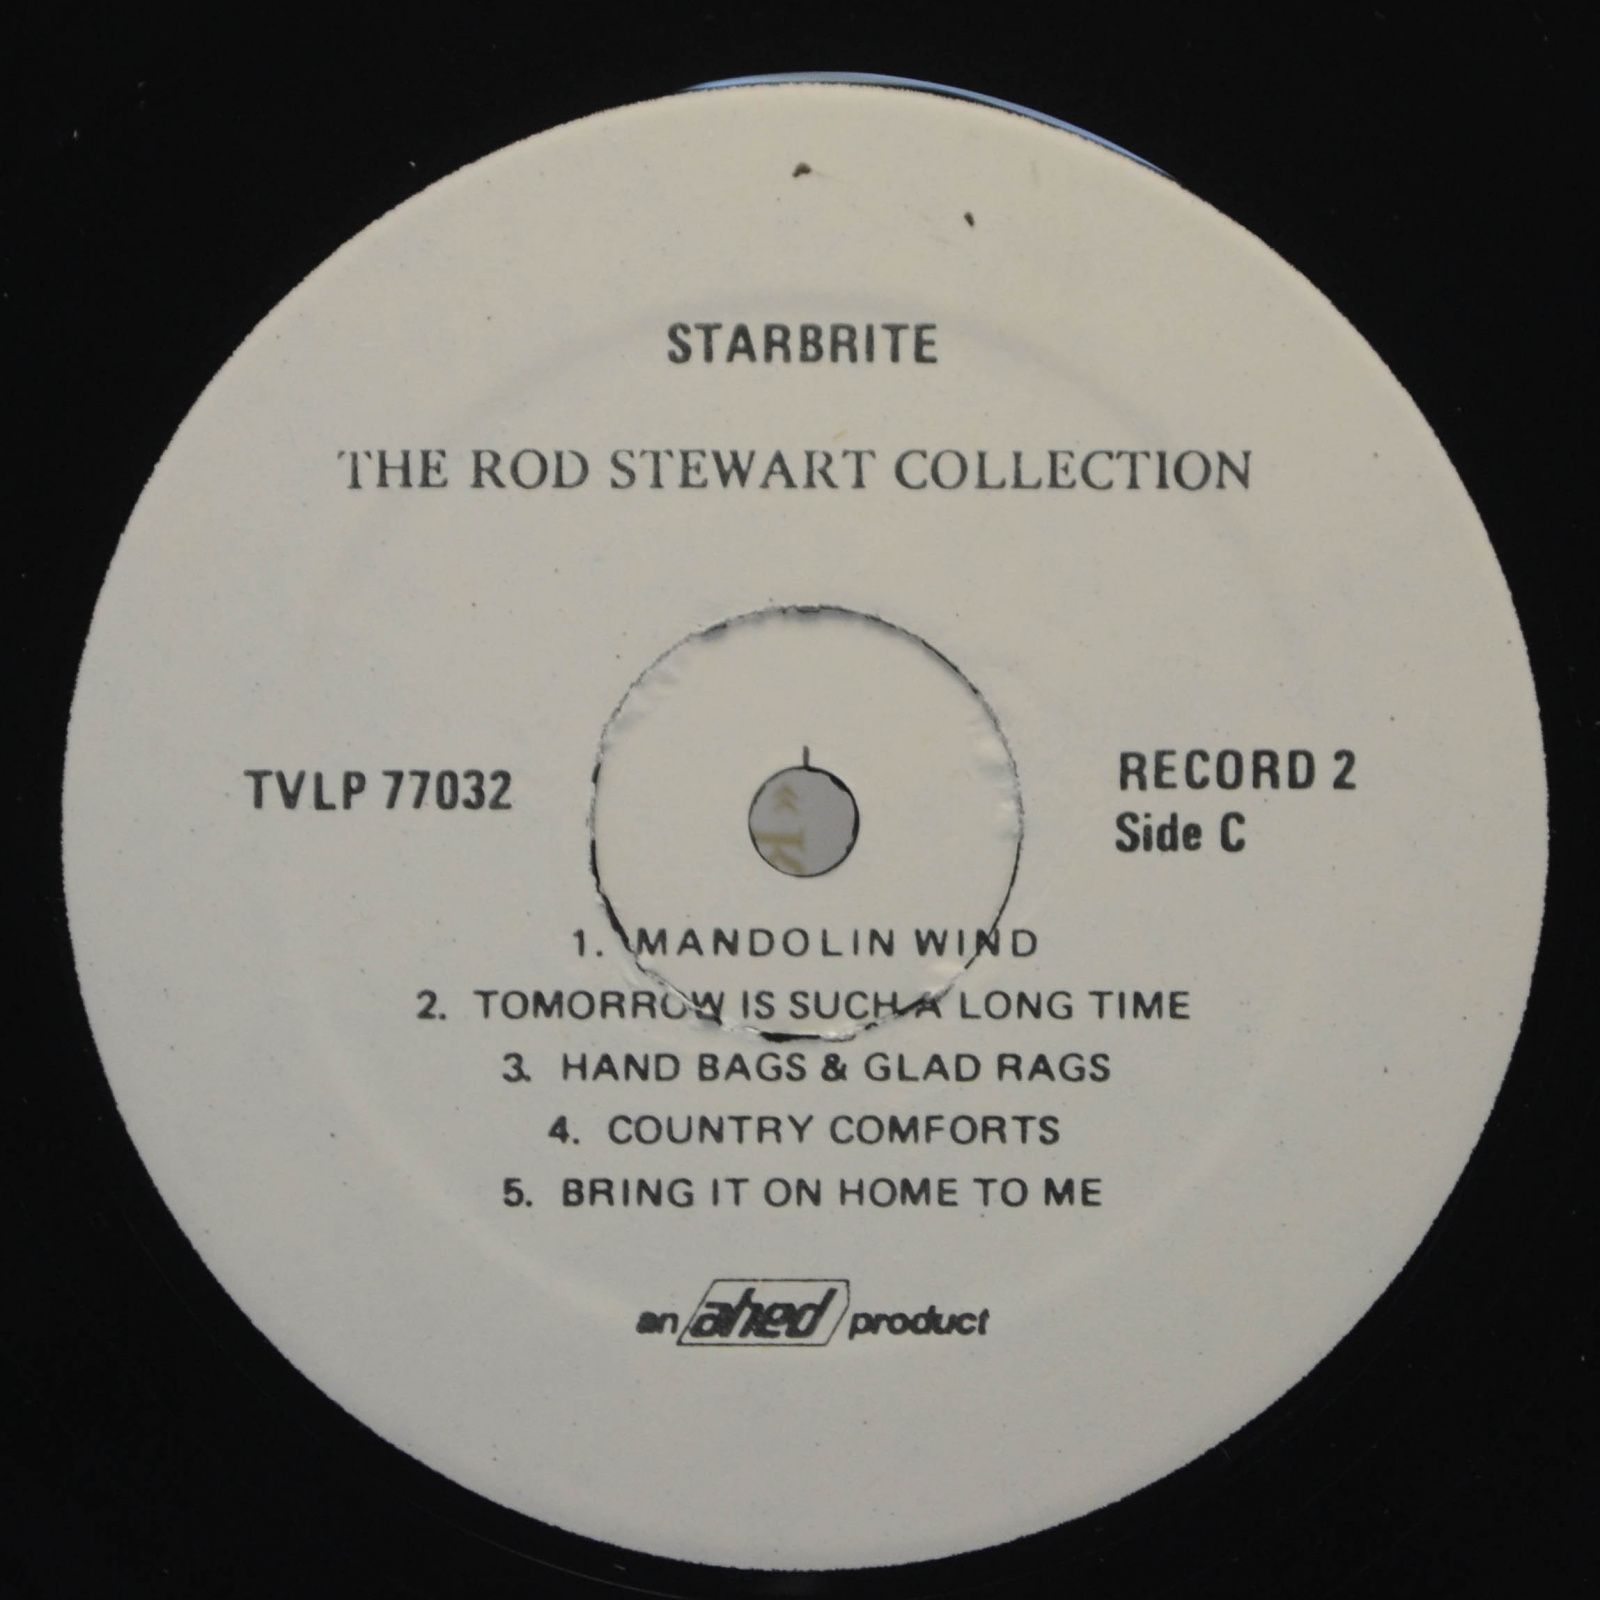 STARBRITE
THE ROD STEWART COLLECTION
TVLP 77032
RECORD 2
Side C
1. MANDOLIN WIND
2. TOMORROW IS SUCH A LONG TIME
3. HAND BAGS & GLAD RAGS
4. COUNTRY COMFORTS
5. BRING IT ON HOME TO ME
an ahed product